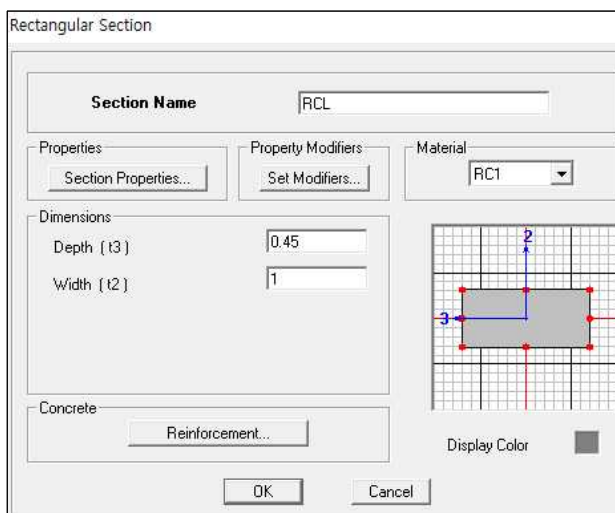 Rectangular Section
Section Name
RCL
Properties
Section Properties...
Property Modifiers
Set Modifiers...
Material
RC1
Dimensions
Depth ( t3 )
0.45
Width ( t2 )
1
2
3
Concrete
Reinforcement...
Display Color
OK
Cancel